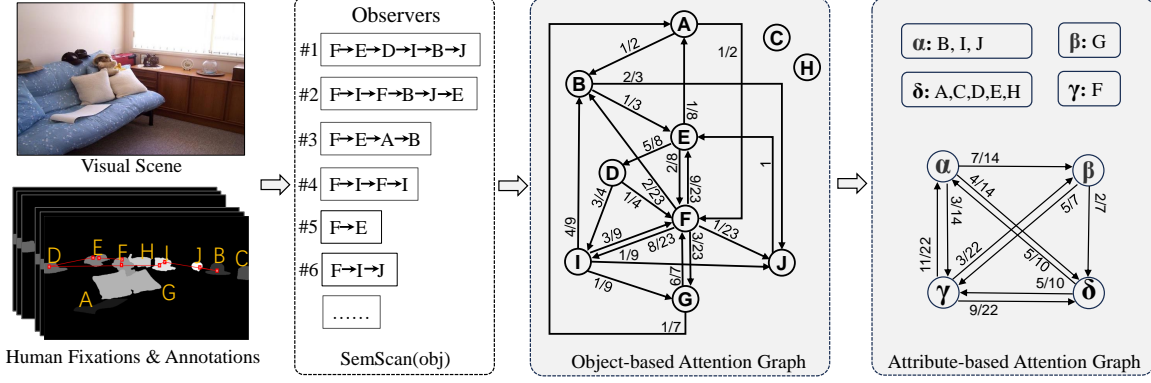 Observers
#1 F→E→D→I→B→J
#2 F→I→F→B→J→E
#3 F→E→A→B
#4 F→I→F→I
#5 F→E
#6 F→I→J
......
SemScan(obj)
Visual Scene
D E F H I J B C
A G
Human Fixations & Annotations
A
C
H
B
E
D
F
I
J
G
1/2
1/2
2/3
1/3
1/8
5/8
2/8
9/23
2/23
3/4
1/4
1
4/9
3/9
8/23
1/23
3/23
1/9
6/7
1/9
1/7
Object-based Attention Graph
α: B, I, J
β: G
δ: A,C,D,E,H
γ: F
α
β
γ
δ
7/14
4/14
3/14
5/7
2/7
11/22
3/22
5/10
5/10
9/22
Attribute-based Attention Graph